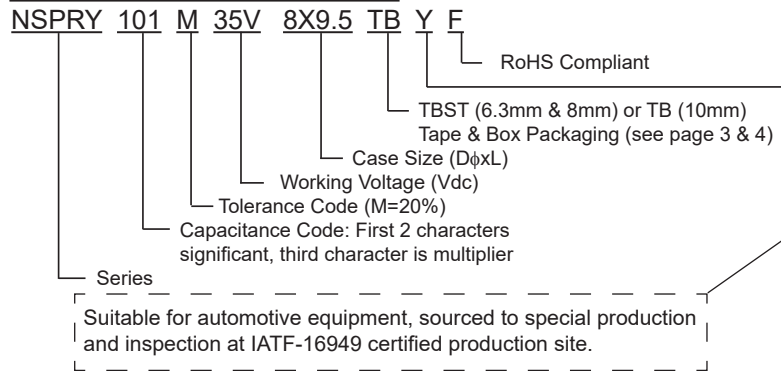 NSPRY 101 M 35V 8X9.5 TB Y F
RoHS Compliant
TBST (6.3mm & 8mm) or TB (10mm)
Tape & Box Packaging (see page 3 & 4)
Case Size (DϕxL)
Working Voltage (Vdc)
Tolerance Code (M=20%)
Capacitance Code: First 2 characters
significant, third character is multiplier
Series
Suitable for automotive equipment, sourced to special production
and inspection at IATF-16949 certified production site.